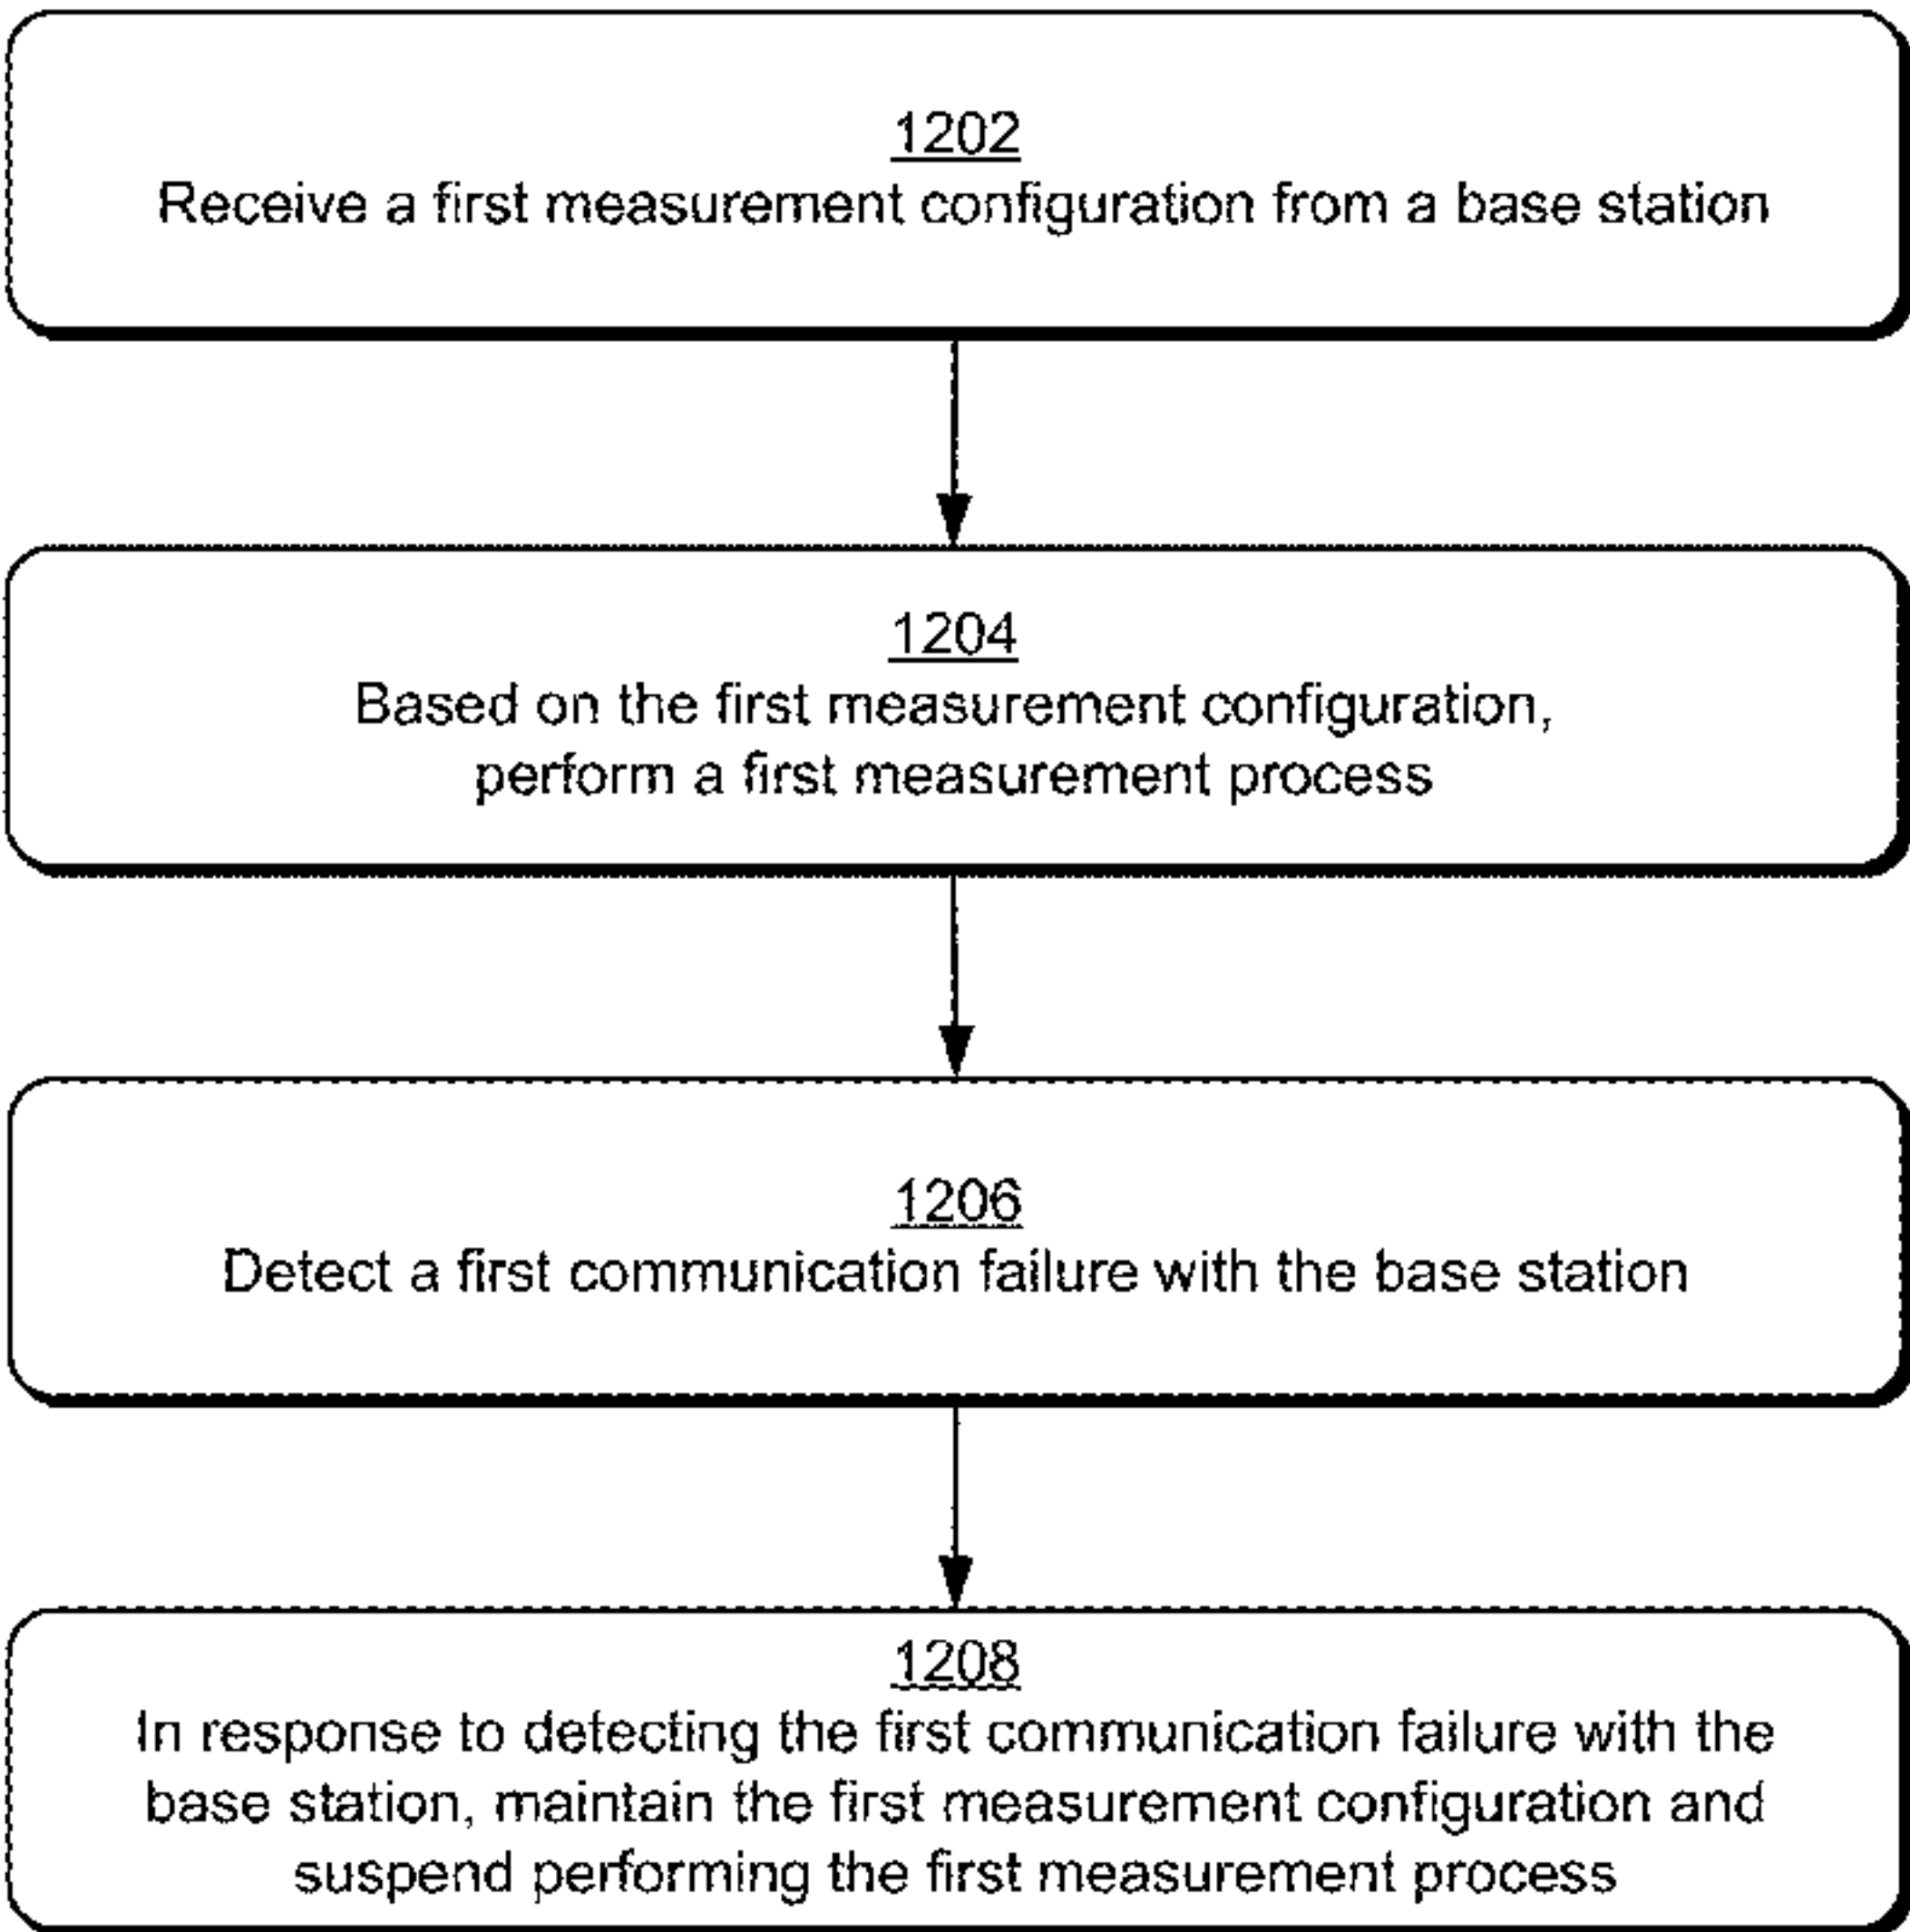 1202
Receive a first measurement configuration from a base station
1204
Based on the first measurement configuration,
perform a first measurement process
1206
Detect a first communication failure with the base station
1208
In response to detecting the first communication failure with the
base station, maintain the first measurement configuration and
suspend performing the first measurement process